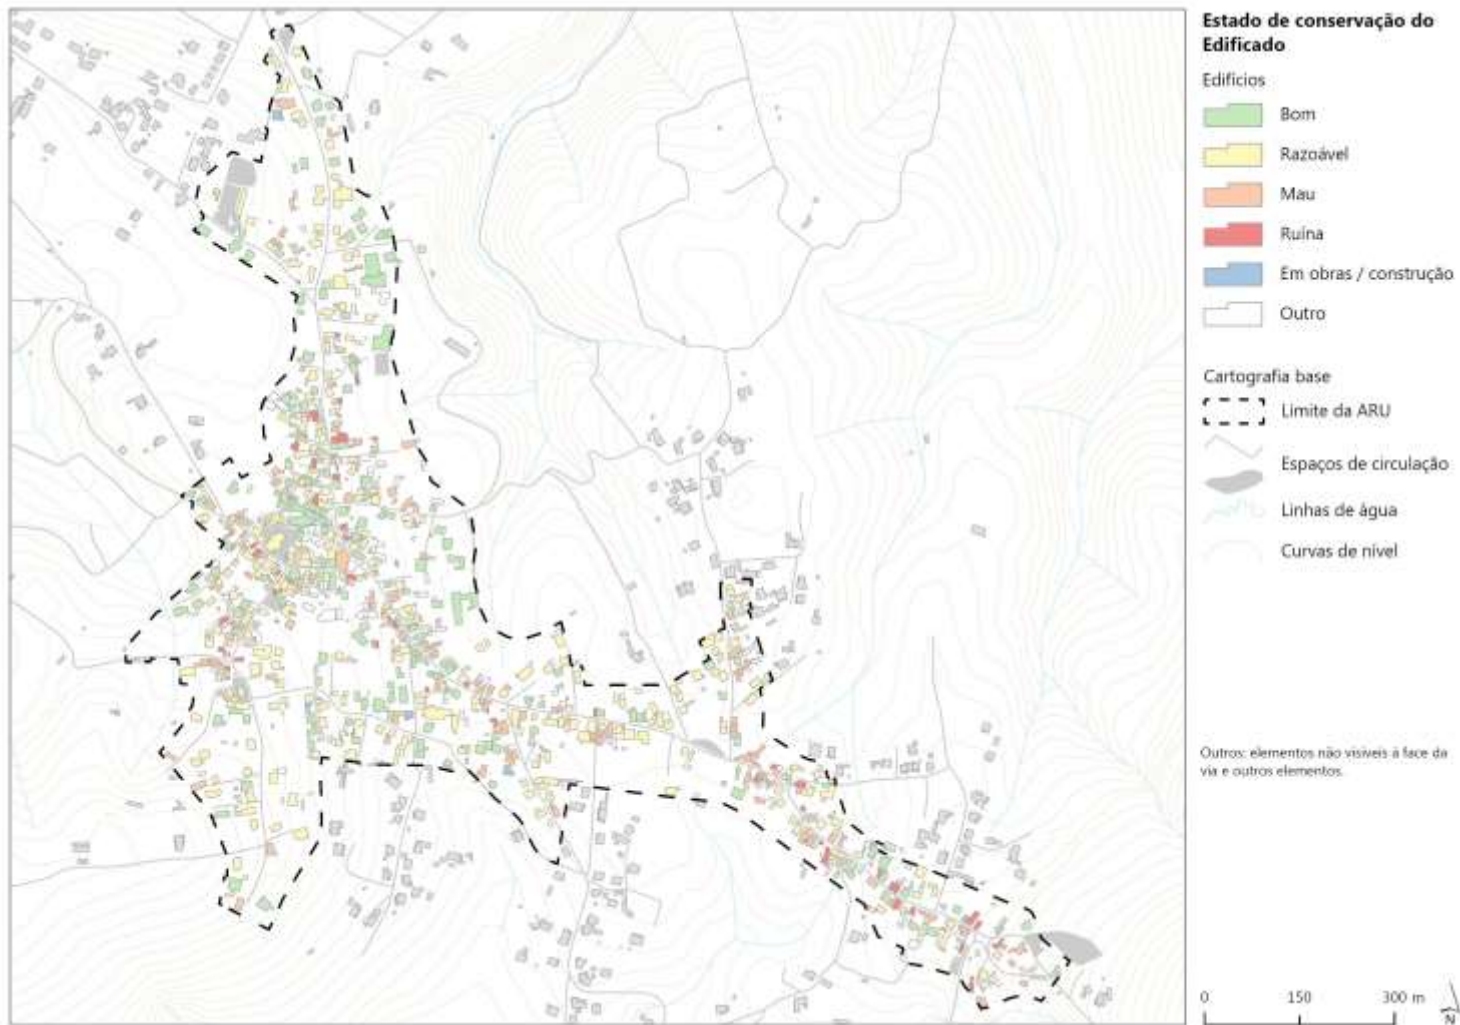 Estado de conservação do
Edificado
Edifícios
Bom
Razoável
Mau
Ruína
Em obras / construção
Outro
Cartografia base
Limite da ARU
Espaços de circulação
Linhas de água
Curvas de nível
Outros: elementos não visíveis à face da
via e outros elementos.
0 150 300 m
N